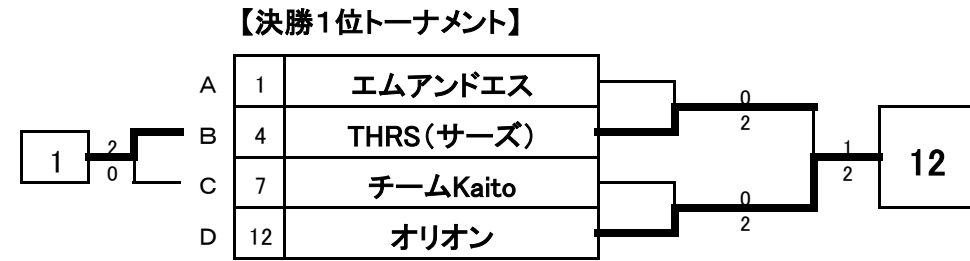 【決勝１位トーナメント】
A 1 エムアンドエス
0
B 4 THRS（サーズ）
2
1 2 0
1 2 12
C 7 チームKaito
0
D 12 オリオン
2